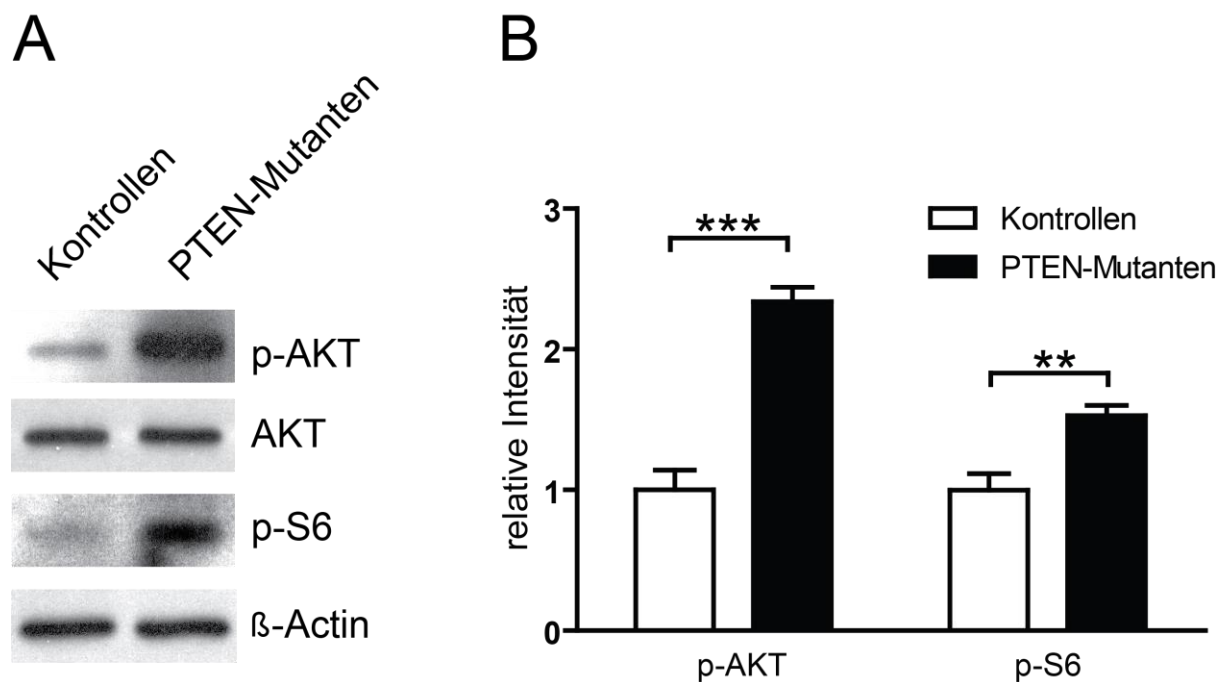 A
Kontrollen
PTEN-Mutanten
p-AKT
AKT
p-S6
ß-Actin
B
relative Intensität
3
2
1
0
***
**
Kontrollen
PTEN-Mutanten
p-AKT
p-S6